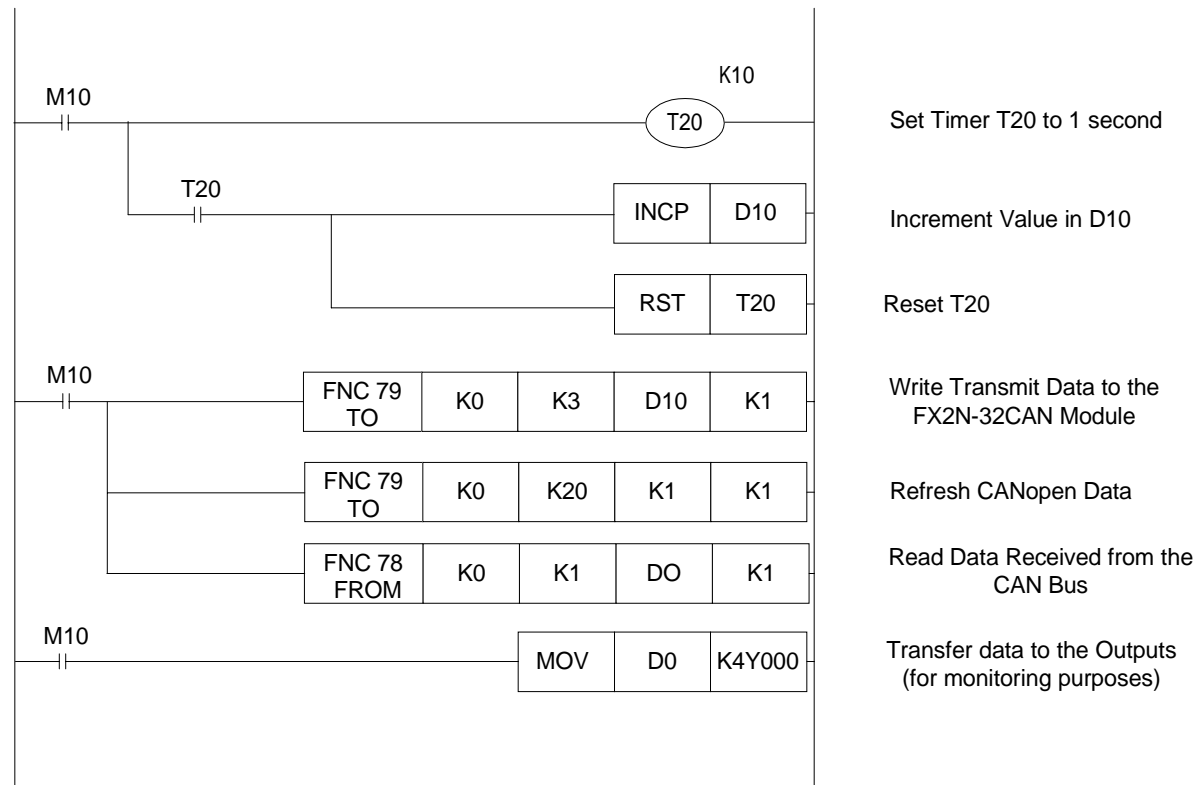 K10
M10
T20
Set Timer T20 to 1 second
T20
INCP D10
Increment Value in D10
RST T20
Reset T20
M10
FNC 79
TO
K0 K3 D10 K1
Write Transmit Data to the
FX2N-32CAN Module
FNC 79
TO
K0 K20 K1 K1
Refresh CANopen Data
FNC 78
FROM
K0 K1 DO K1
Read Data Received from the
CAN Bus
M10
MOV D0 K4Y000
Transfer data to the Outputs
(for monitoring purposes)